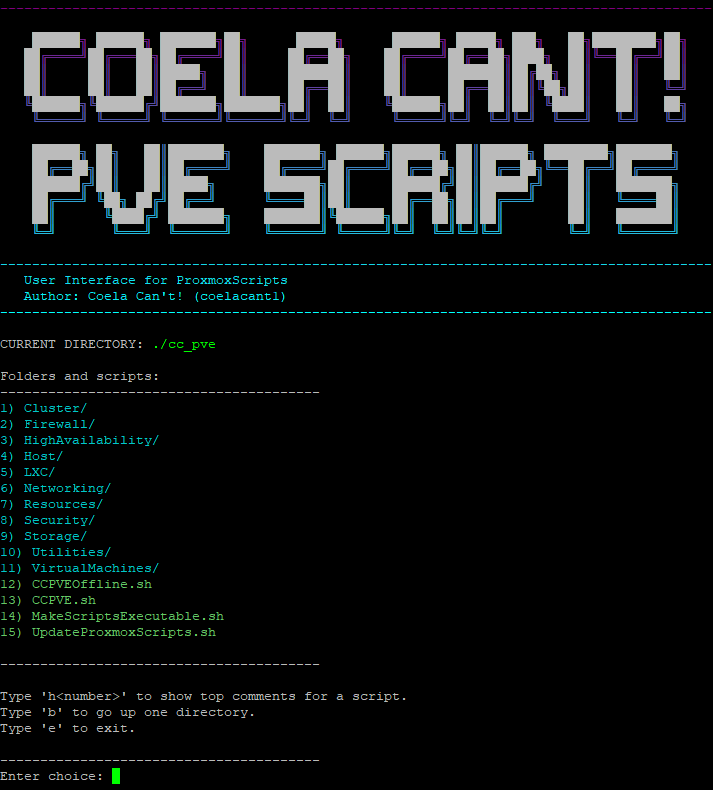 COELA CAN'T!
PVE SCRIPTS
-----------------------------------------------------------------------------------------
User Interface for ProxmoxScripts
Author: Coela Can't! (coelacant1)
-----------------------------------------------------------------------------------------
CURRENT DIRECTORY: ./cc_pve
Folders and scripts:
----------------------------------------
1) Cluster/
2) Firewall/
3) HighAvailability/
4) Host/
5) LXC/
6) Networking/
7) Resources/
8) Security/
9) Storage/
10) Utilities/
11) VirtualMachines/
12) CCPVEOffline.sh
13) CCPVE.sh
14) MakeScriptsExecutable.sh
15) UpdateProxmoxScripts.sh
----------------------------------------
Type 'h<number>' to show top comments for a script.
Type 'b' to go up one directory.
Type 'e' to exit.
----------------------------------------
Enter choice: